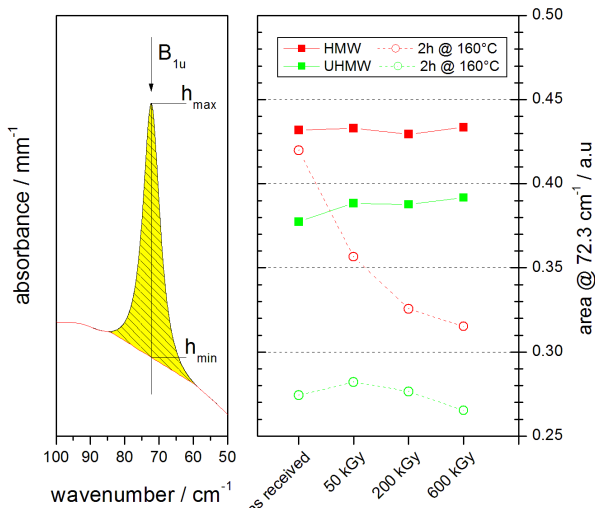 B1u
hmax
hmin
absorbance / mm-1
100 90 80 70 60 50
wavenumber / cm-1
HMW 2h @ 160°C
UHMW 2h @ 160°C
0.50
0.45
0.40
0.35
0.30
0.25
area @ 72.3 cm-1 / a.u
received
50 kGy
200 kGy
600 kGy